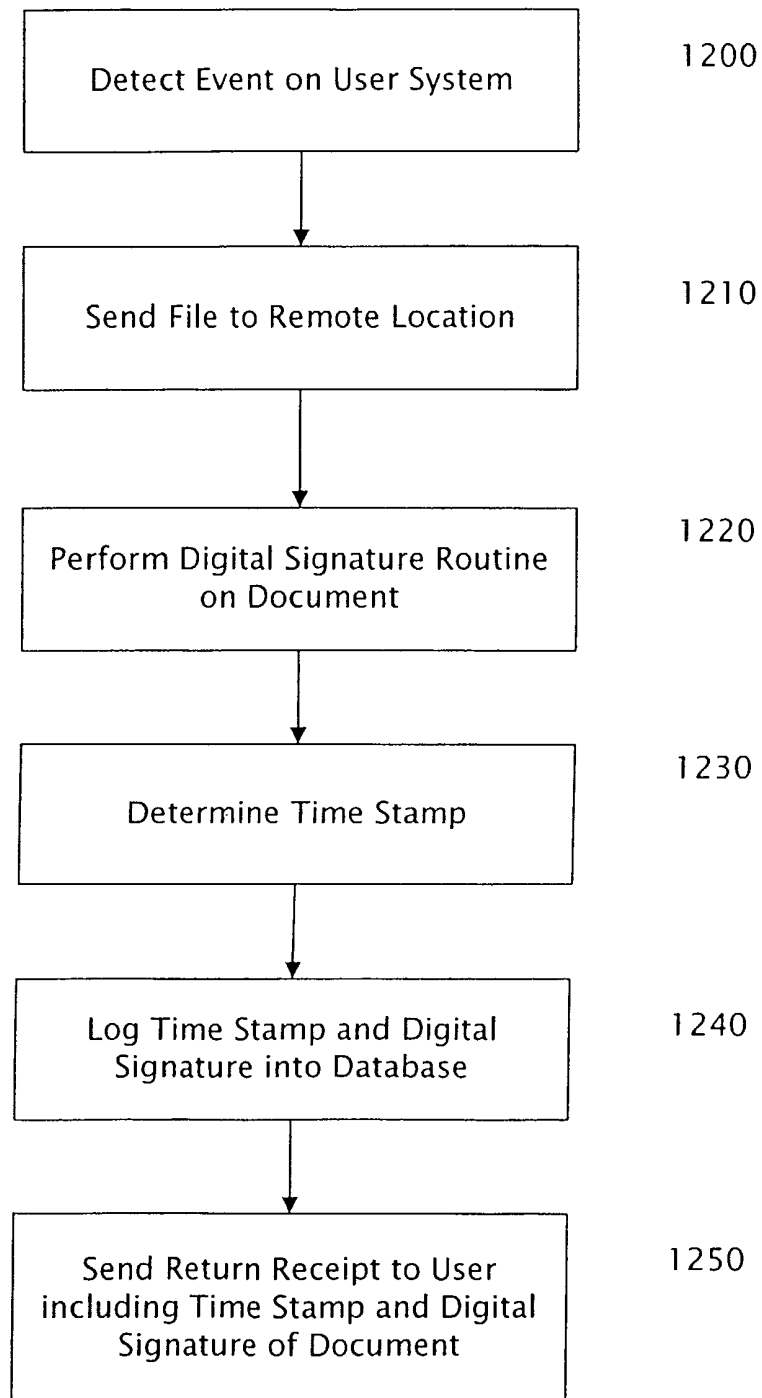 Detect Event on User System
1200
Send File to Remote Location
1210
Perform Digital Signature Routine
on Document
1220
Determine Time Stamp
1230
Log Time Stamp and Digital
Signature into Database
1240
Send Return Receipt to User
including Time Stamp and Digital
Signature of Document
1250